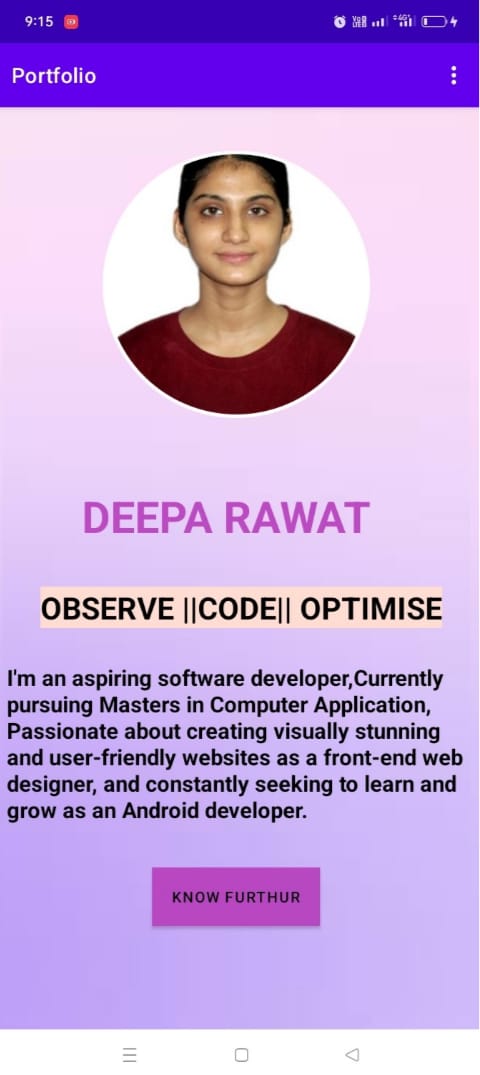 9:15
Portfolio
DEEPA RAWAT
OBSERVE ||CODE|| OPTIMISE
I'm an aspiring software developer,Currently
pursuing Masters in Computer Application,
Passionate about creating visually stunning
and user-friendly websites as a front-end web
designer, and constantly seeking to learn and
grow as an Android developer.
KNOW FURTHUR